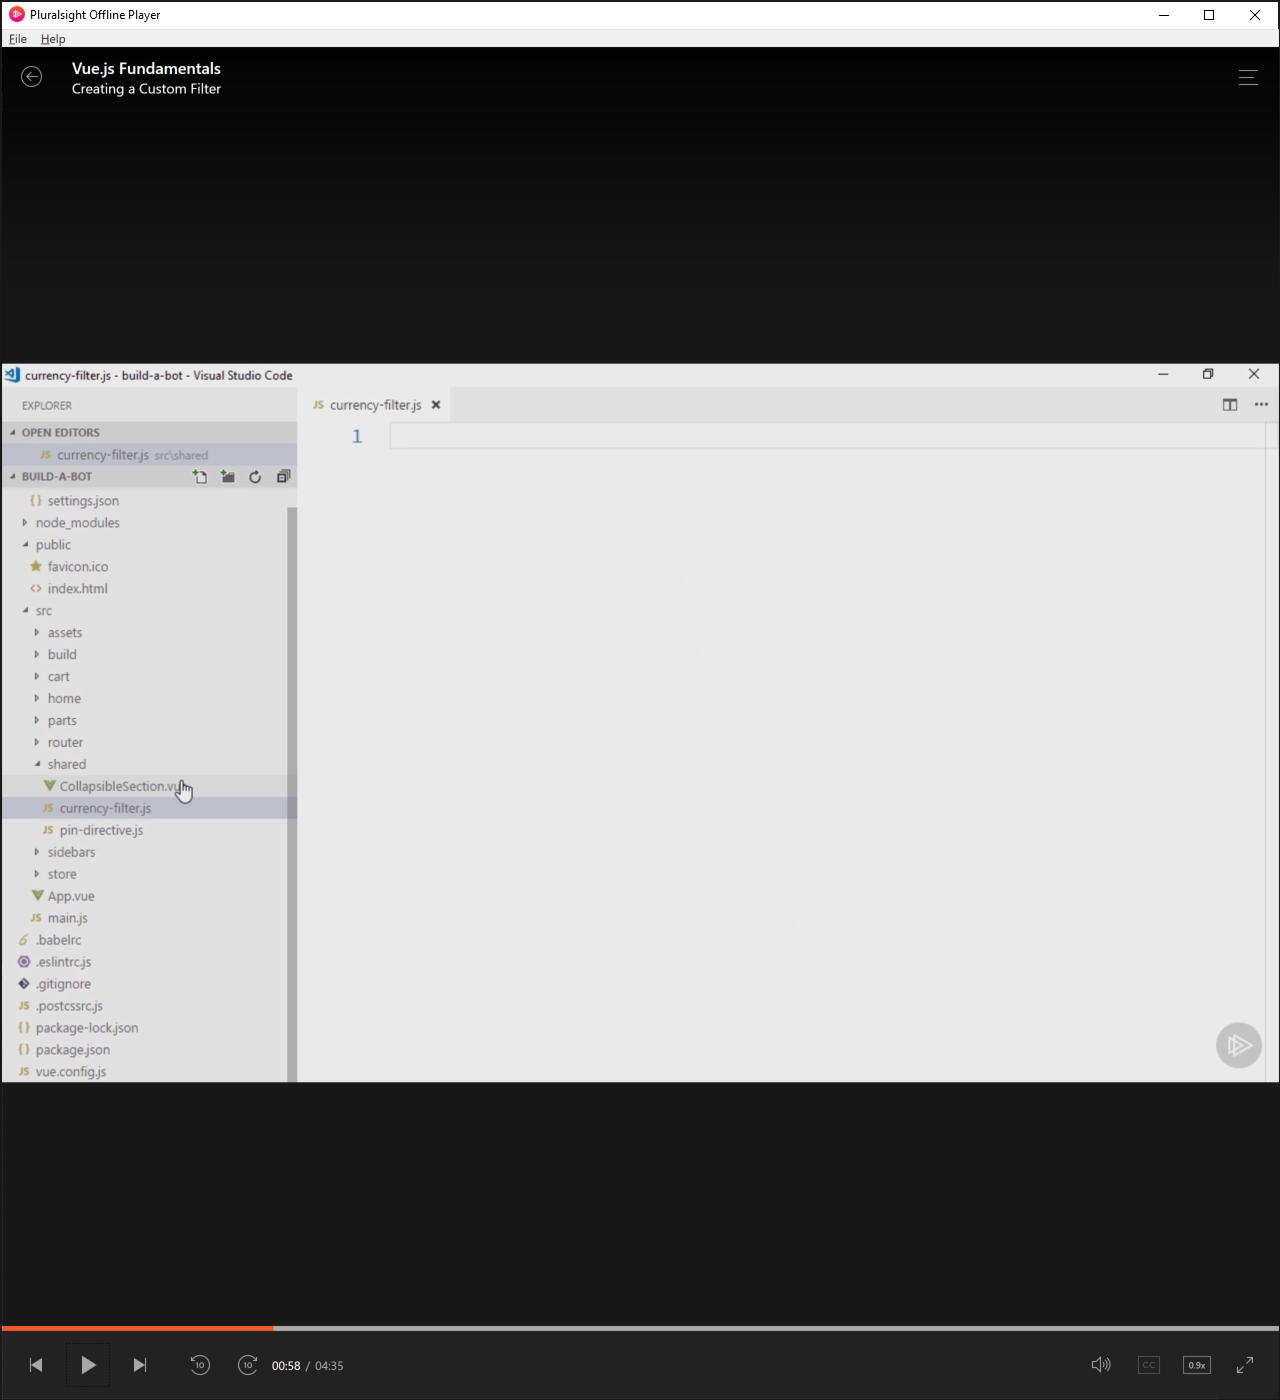 Pluralsight Offline Player
File Help
Vue.js Fundamentals
Creating a Custom Filter
currency-filter.js - build-a-bot - Visual Studio Code
EXPLORER
JS currency-filter.js
OPEN EDITORS
JS currency-filter.js src\shared
1
BUILD-A-BOT
{} settings.json
node_modules
public
favicon.ico
<> index.html
src
assets
build
cart
home
parts
router
shared
CollapsibleSection.vue
JS currency-filter.js
JS pin-directive.js
sidebars
store
App.vue
JS main.js
.babelrc
.eslintrc.js
.gitignore
JS .postcssrc.js
{} package-lock.json
{} package.json
JS vue.config.js
10 10 00:58 / 04:35 CC 0.9x